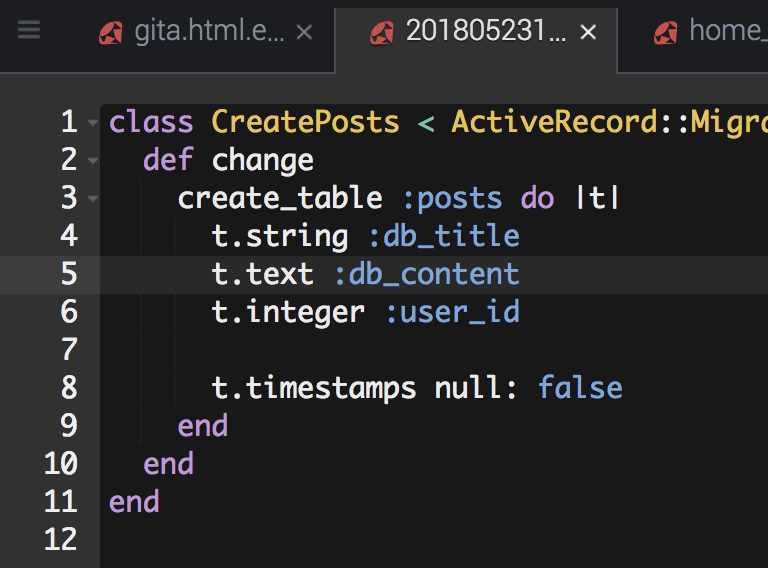 gita.html.e... ×
201805231... ×
home_
1 class CreatePosts < ActiveRecord::Migra
2 def change
3 create_table :posts do |t|
4 t.string :db_title
5 t.text :db_content
6 t.integer :user_id
7
8 t.timestamps null: false
9 end
10 end
11 end
12